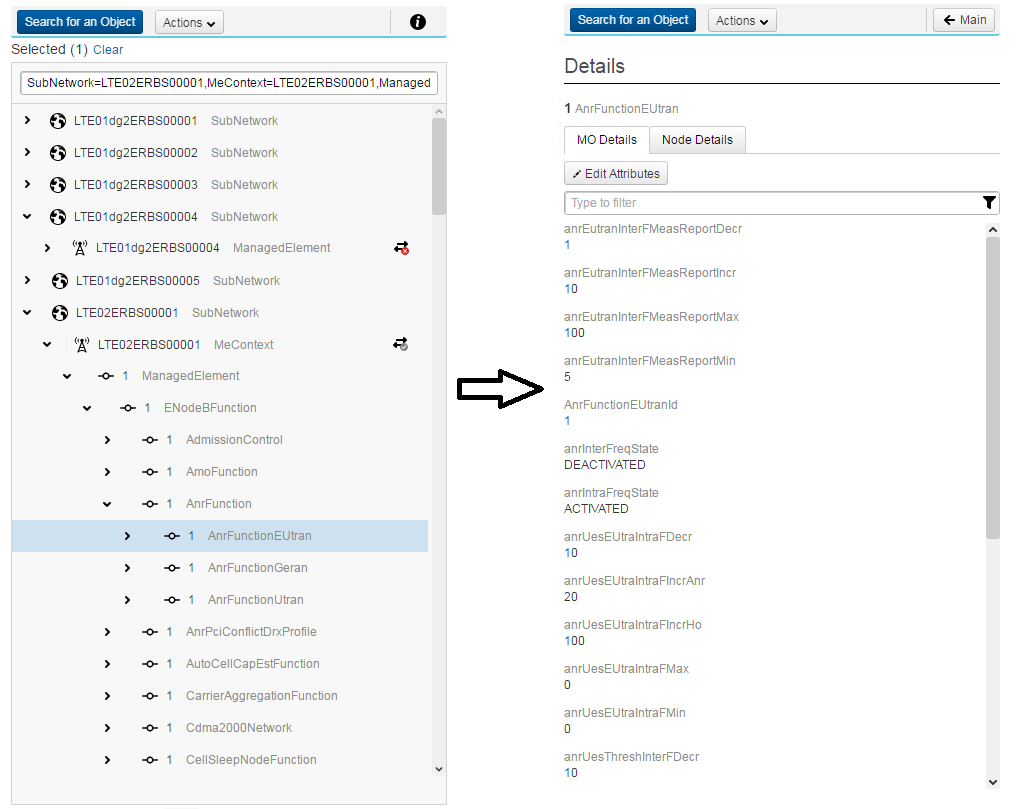 Search for an Object
Actions
Selected (1) Clear
SubNetwork=LTE02ERBS00001,MeContext=LTE02ERBS00001,Managed
LTE01dg2ERBS00001 SubNetwork
LTE01dg2ERBS00002 SubNetwork
LTE01dg2ERBS00003 SubNetwork
LTE01dg2ERBS00004 SubNetwork
LTE01dg2ERBS00004 ManagedElement
LTE01dg2ERBS00005 SubNetwork
LTE02ERBS00001 SubNetwork
LTE02ERBS00001 MeContext
1 ManagedElement
1 ENodeBFunction
1 AdmissionControl
1 AmoFunction
1 AnrFunction
1 AnrFunctionEUtran
1 AnrFunctionGeran
1 AnrFunctionUtran
1 AnrPciConflictDrxProfile
1 AutoCellCapEstFunction
1 CarrierAggregationFunction
1 Cdma2000Network
1 CellSleepNodeFunction
Search for an Object
Actions
Main
Details
1 AnrFunctionEUtran
MO Details
Node Details
Edit Attributes
Type to filter
anrEutranInterFMeasReportDecr
1
anrEutranInterFMeasReportIncr
10
anrEutranInterFMeasReportMax
100
anrEutranInterFMeasReportMin
5
AnrFunctionEUtranId
1
anrInterFreqState
DEACTIVATED
anrIntraFreqState
ACTIVATED
anrUesEUtraIntraFDecr
10
anrUesEUtraIntraFIncrAnr
20
anrUesEUtraIntraFIncrHo
100
anrUesEUtraIntraFMax
0
anrUesEUtraIntraFMin
0
anrUesThreshInterFDecr
10